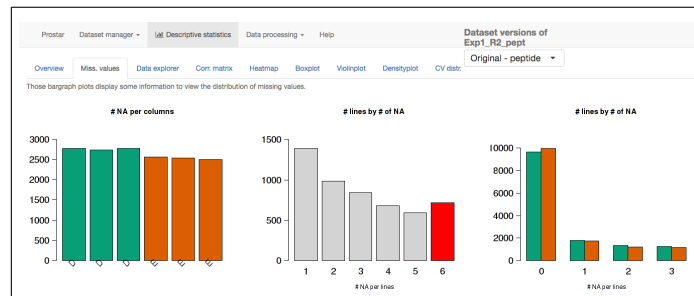 Prostar Dataset manager Descriptive statistics Data processing Help
Dataset versions of
Exp1_R2_pept
Original - peptide
Overview Miss. values Data explorer Corr. matrix Heatmap Boxplot Violinplot Densityplot CV distr.
Those bargraph plots display some information to view the distribution of missing values.
# NA per columns
3000
2500
2000
1500
1000
500
0
# lines by # of NA
1500
1000
500
0
1 2 3 4 5 6
# NA per lines
# lines by # of NA
10000
8000
6000
4000
2000
0
0 1 2 3
# NA per lines